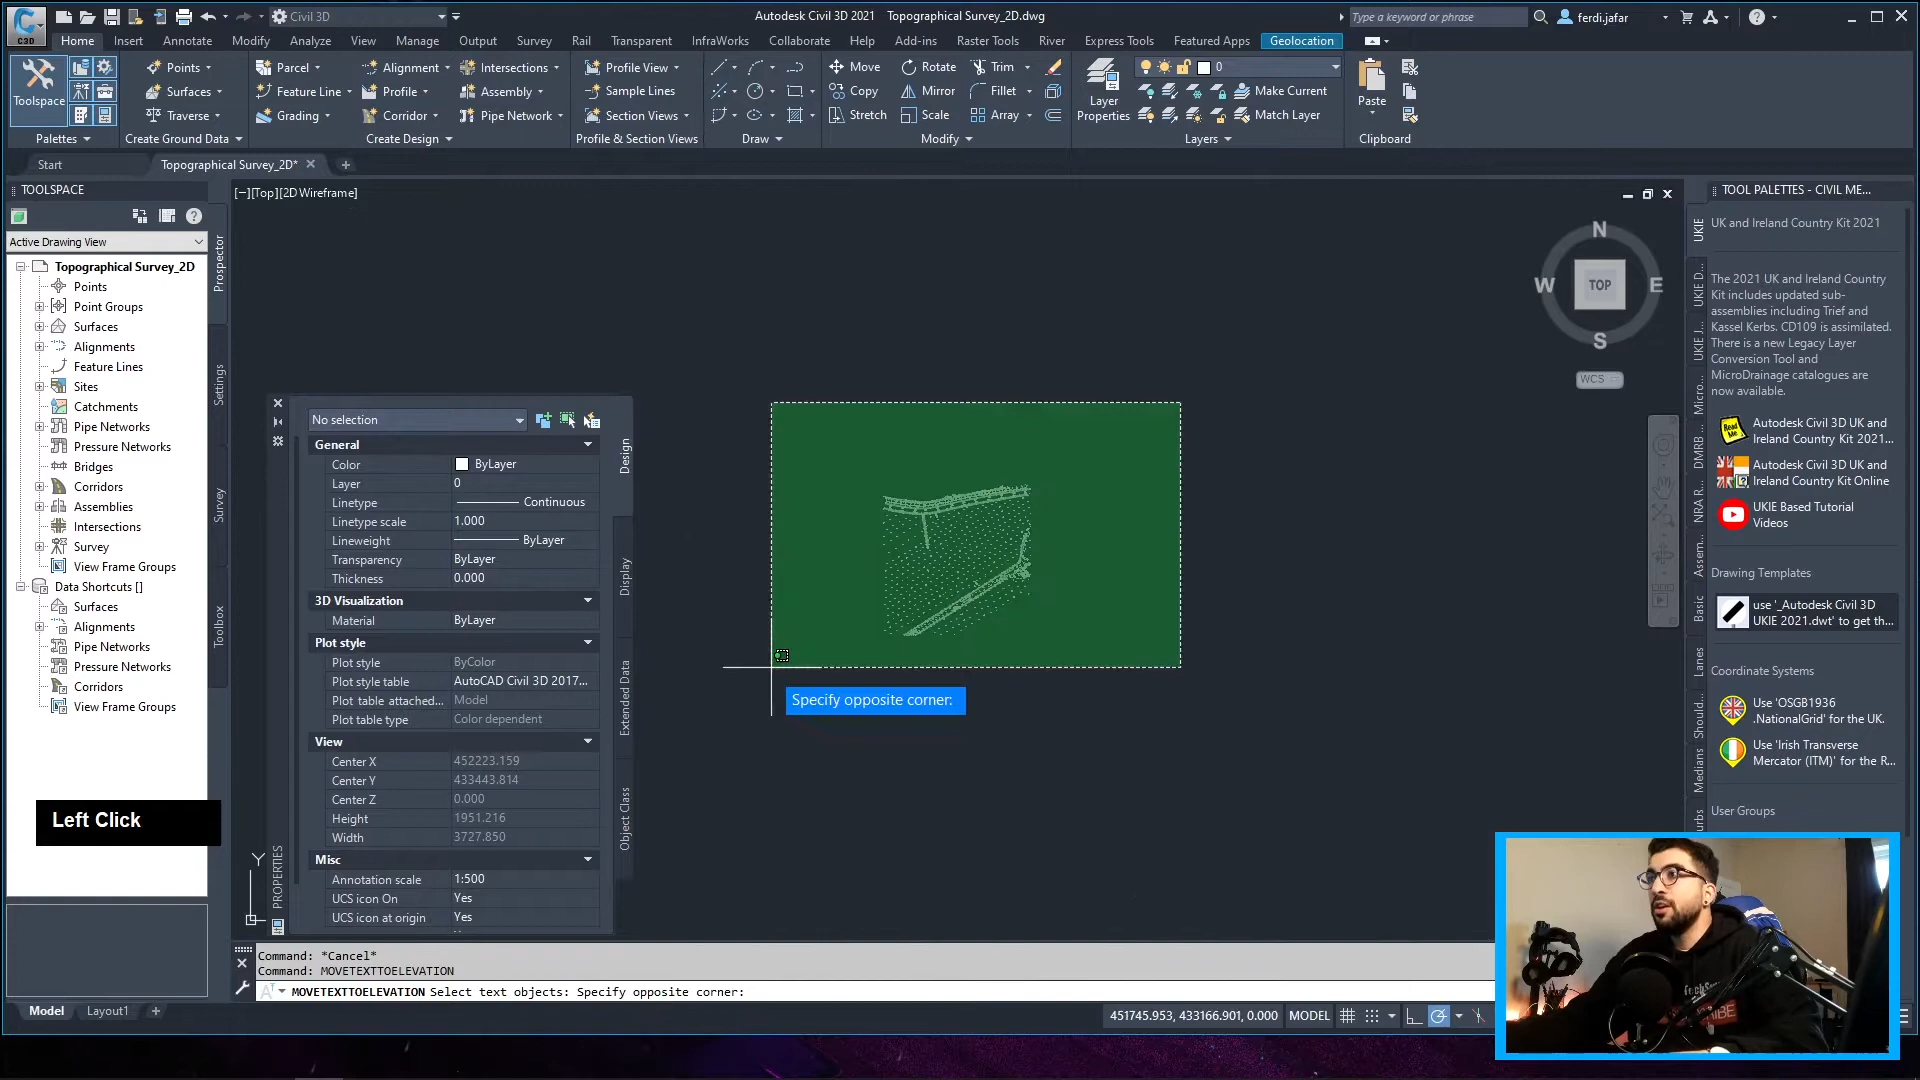 C3D
Civil 3D
Autodesk Civil 3D 2021 Topographical Survey_2D.dwg
Type a keyword or phrase
ferdi.jafar
Home Insert Annotate Modify Analyze View Manage Output Survey Rail Transparent InfraWorks Collaborate Help Add-ins Raster Tools River Express Tools Featured Apps Geolocation
Toolspace
Points
Surfaces
Traverse
Parcel
Feature Line
Grading
Alignment
Profile
Corridor
Intersections
Assembly
Pipe Network
Profile View
Sample Lines
Section Views
Move
Copy
Stretch
Rotate
Mirror
Scale
Trim
Fillet
Array
Layer
Properties
0
Make Current
Match Layer
Paste
Palettes
Create Ground Data
Create Design
Profile & Section Views
Draw
Modify
Layers
Clipboard
Start
Topographical Survey_2D*
TOOLSPACE
Active Drawing View
Topographical Survey_2D
Points
Point Groups
Surfaces
Alignments
Feature Lines
Sites
Catchments
Pipe Networks
Pressure Networks
Bridges
Corridors
Assemblies
Intersections
Survey
View Frame Groups
Data Shortcuts []
Surfaces
Alignments
Pipe Networks
Pressure Networks
Corridors
View Frame Groups
Prospector
Settings
Survey
Toolbox
Left Click
[−][Top][2D Wireframe]
No selection
General
Color ByLayer
Layer 0
Linetype Continuous
Linetype scale 1.000
Lineweight ByLayer
Transparency ByLayer
Thickness 0.000
3D Visualization
Material ByLayer
Plot style
Plot style ByColor
Plot style table AutoCAD Civil 3D 2017...
Plot table attached... Model
Plot table type Color dependent
View
Center X 452223.159
Center Y 433443.814
Center Z 0.000
Height 1951.216
Width 3727.850
Misc
Annotation scale 1:500
UCS icon On Yes
UCS icon at origin Yes
PROPERTIES
Design
Display
Extended Data
Object Class
Y
Specify opposite corner:
N
W TOP E
S
WCS
TOOL PALETTES - CIVIL ME...
UK and Ireland Country Kit 2021
The 2021 UK and Ireland Country
Kit includes updated sub-
assemblies including Trief and
Kassel Kerbs. CD109 is assimilated.
There is a new Legacy Layer
Conversion Tool and
MicroDrainage catalogues are
now available.
Read
Me
Autodesk Civil 3D UK and
Ireland Country Kit 2021...
Autodesk Civil 3D UK and
Ireland Country Kit Online
UKIE Based Tutorial
Videos
Drawing Templates
use '_Autodesk Civil 3D
UKIE 2021.dwt' to get th...
Coordinate Systems
Use 'OSGB1936
.NationalGrid' for the UK.
Use 'Irish Transverse
Mercator (ITM)' for the R...
User Groups
UKIE
UKIE D...
UKIE J...
Micro...
DMRB
NRA R...
Assem...
Basic
Lanes
Should...
Medians
Command: *Cancel*
Command: MOVETEXTTOELEVATION
MOVETEXTTOELEVATION Select text objects: Specify opposite corner:
Model Layout1
451745.953, 433166.901, 0.000 MODEL